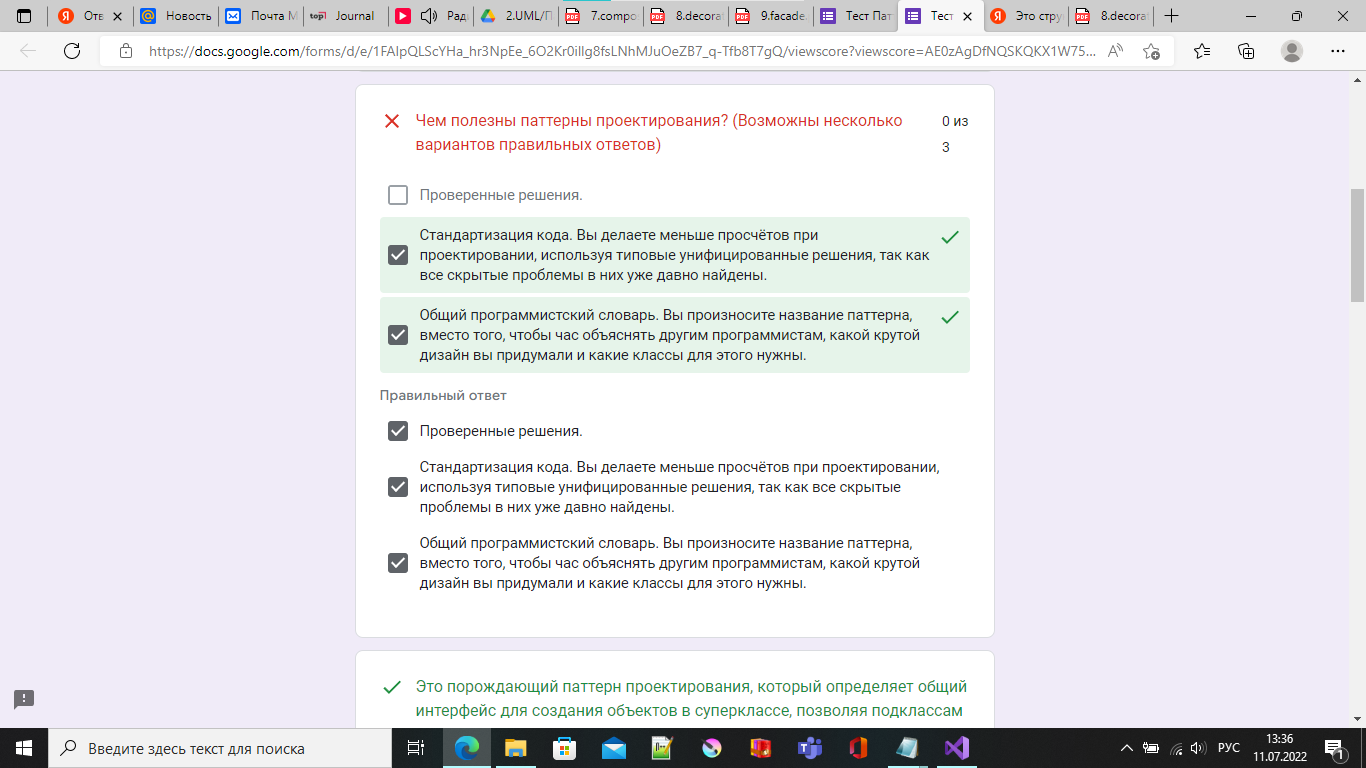 Отв
Новость
Почта М
top Journal
Рад
2.UML/П
7.compo
8.decorat
9.facade.
Тест Пат
Тест
Это стру
8.decorat
https://docs.google.com/forms/d/e/
Чем полезны паттерны проектирования? (Возможны несколько 0 из
вариантов правильных ответов) 3
Проверенные решения.
Стандартизация кода. Вы делаете меньше просчётов при
проектировании, используя типовые унифицированные решения, так как
все скрытые проблемы в них уже давно найдены.
Общий программистский словарь. Вы произносите название паттерна,
вместо того, чтобы час объяснять другим программистам, какой крутой
дизайн вы придумали и какие классы для этого нужны.
Правильный ответ
Проверенные решения.
Стандартизация кода. Вы делаете меньше просчётов при проектировании,
используя типовые унифицированные решения, так как все скрытые
проблемы в них уже давно найдены.
Общий программистский словарь. Вы произносите название паттерна,
вместо того, чтобы час объяснять другим программистам, какой крутой
дизайн вы придумали и какие классы для этого нужны.
Это порождающий паттерн проектирования, который определяет общий
интерфейс для создания объектов в суперклассе, позволяя подклассам
Введите здесь текст для поиска
РУС
13:36
11.07.2022
1